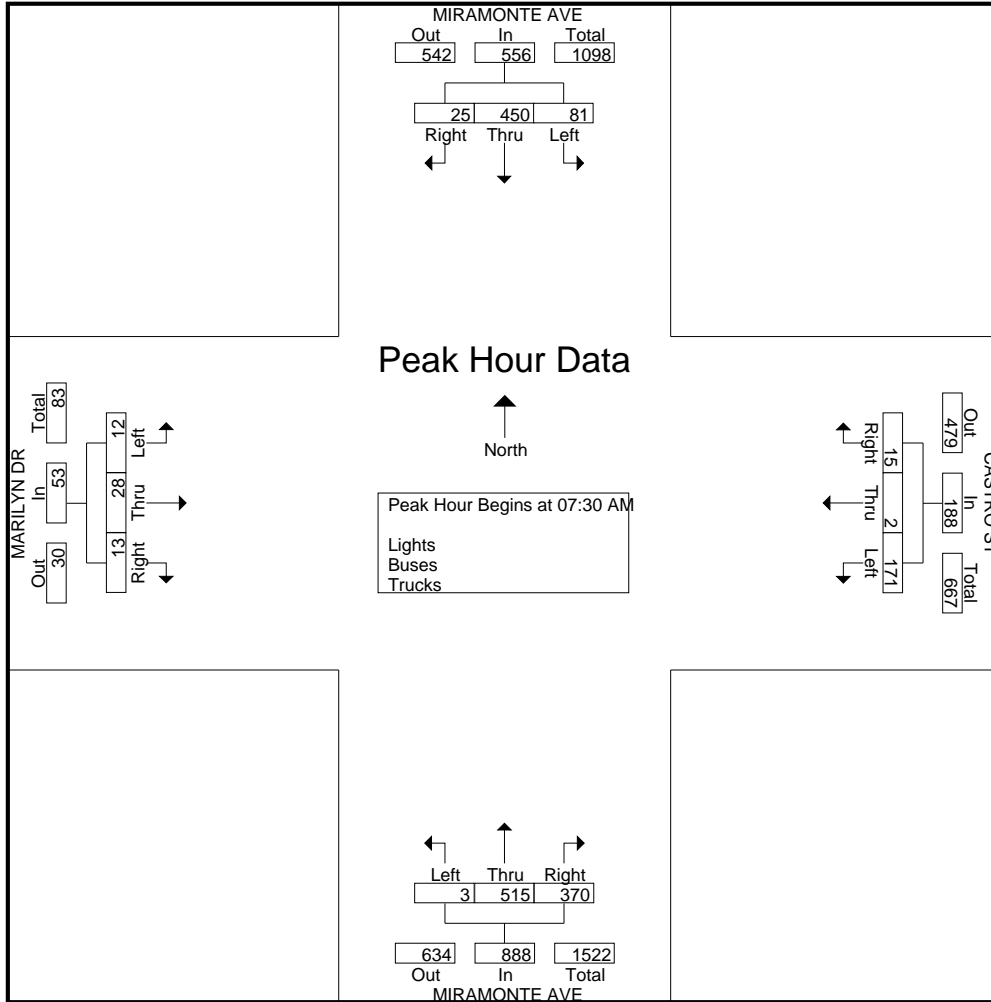 MIRAMONTE AVE
Out In Total
542 556 1098
25 450 81
Right Thru Left
Peak Hour Data
North
Peak Hour Begins at 07:30 AM
Lights
Buses
Trucks
MARILYN DR
Out In Total
30 53 83
12 28 13
Left Thru Right
CASTRO ST
Out In Total
479 188 667
15 2 171
Right Thru Left
Left Thru Right
3 515 370
634 888 1522
Out In Total
MIRAMONTE AVE